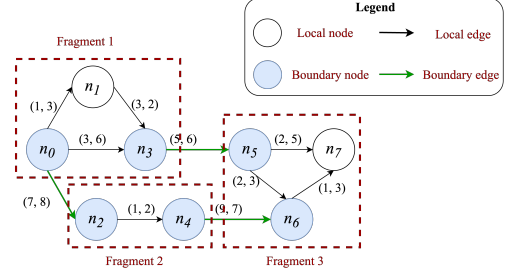 Legend
Local node
Local edge
Boundary node
Boundary edge
Fragment 1
n1
(1, 3)
(3, 2)
n0
(3, 6)
n3
(5, 6)
n5
(2, 5)
n7
(7, 8)
(2, 3)
(1, 3)
n2
(1, 2)
n4
(9, 7)
n6
Fragment 2
Fragment 3